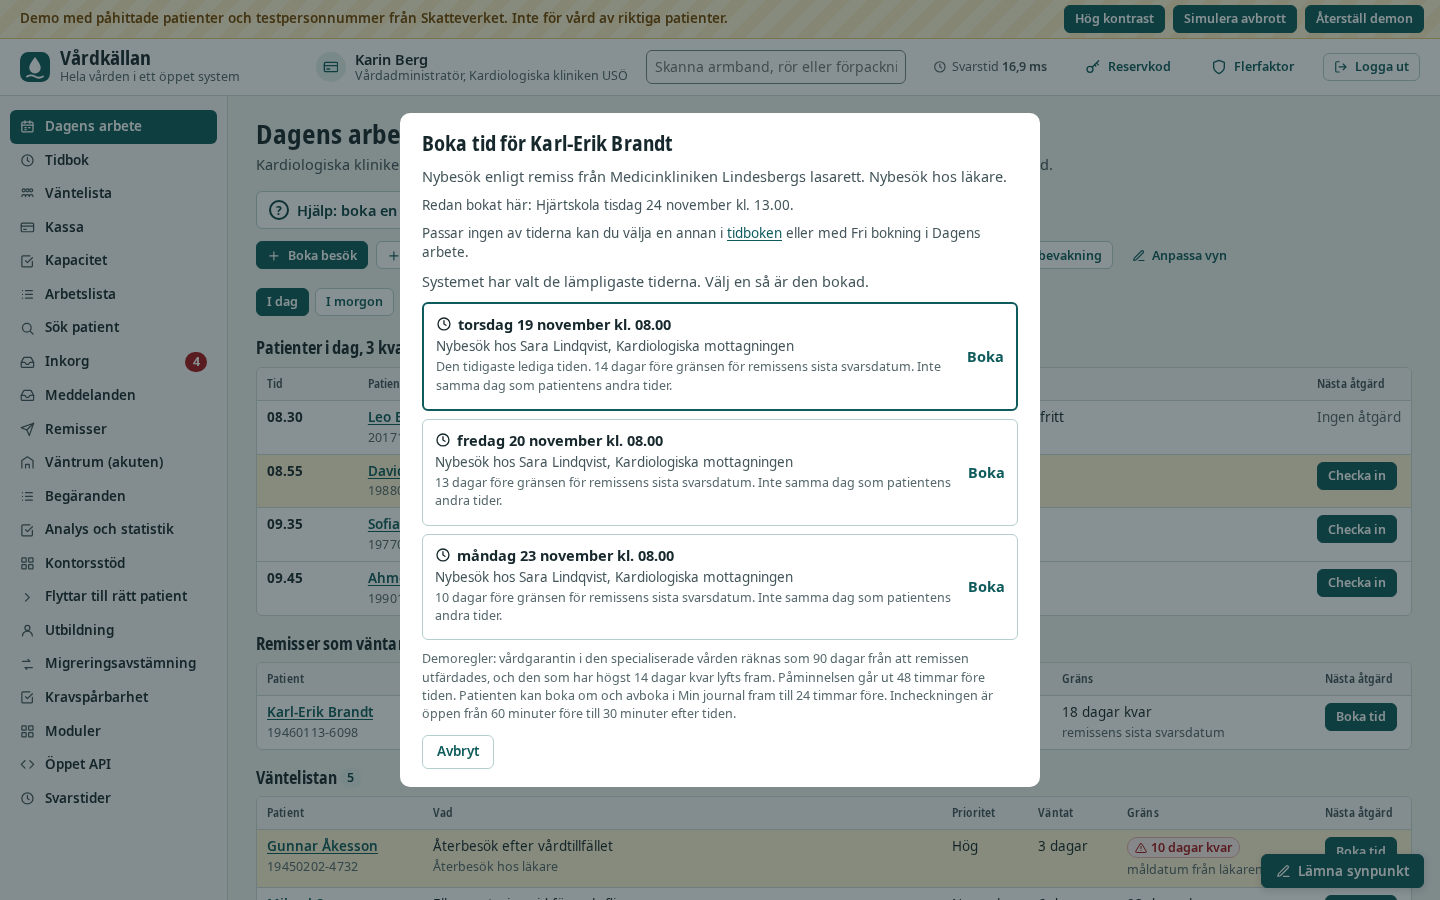 Demo med påhittade patienter och testpersonnummer från Skatteverket. Inte för vård av riktiga patienter.
Hög kontrast
Simulera avbrott
Återställ demon
Vårdkällan
Hela vården i ett öppet system
Karin Berg
Vårdadministratör, Kardiologiska kliniken USÖ
Skanna armband, rör eller förpackni
Svarstid 16,9 ms
Reservkod
Flerfaktor
Logga ut
Dagens arbete
Tidbok
Väntelista
Kassa
Kapacitet
Arbetslista
Sök patient
Inkorg
4
Meddelanden
Remisser
Väntrum (akuten)
Begäranden
Analys och statistik
Kontorsstöd
Flyttar till rätt patient
Utbildning
Migreringsavstämning
Kravspårbarhet
Moduler
Öppet API
Svarstider
Dagens arbe
Kardiologiska klinike
d.
Hjälp: boka en
Boka besök
bevakning
Anpassa vyn
I dag
I morgon
Patienter i dag, 3 kva
Tid
Patien
Nästa åtgärd
08.30
Leo E
fritt
Ingen åtgärd
2017
08.55
David
Checka in
19880
09.35
Sofia
Checka in
19770
09.45
Ahm
Checka in
1990
Remisser som väntar
Patient
Gräns
Nästa åtgärd
Karl-Erik Brandt
18 dagar kvar
Boka tid
19460113-6098
remissens sista svarsdatum
Väntelistan 5
Patient
Vad
Prioritet
Väntat
Gräns
Nästa åtgärd
Gunnar Åkesson
Återbesök efter vårdtillfället
Hög
3 dagar
10 dagar kvar
Boka tid
19450202-4732
Återbesök hos läkare
måldatum från läkaren
Lämna synpunkt
Boka tid för Karl-Erik Brandt
Nybesök enligt remiss från Medicinkliniken Lindesbergs lasarett. Nybesök hos läkare.
Redan bokat här: Hjärtskola tisdag 24 november kl. 13.00.
Passar ingen av tiderna kan du välja en annan i tidboken eller med Fri bokning i Dagens
arbete.
Systemet har valt de lämpligaste tiderna. Välj en så är den bokad.
torsdag 19 november kl. 08.00
Nybesök hos Sara Lindqvist, Kardiologiska mottagningen
Den tidigaste lediga tiden. 14 dagar före gränsen för remissens sista svarsdatum. Inte
samma dag som patientens andra tider.
Boka
fredag 20 november kl. 08.00
Nybesök hos Sara Lindqvist, Kardiologiska mottagningen
13 dagar före gränsen för remissens sista svarsdatum. Inte samma dag som patientens
andra tider.
Boka
måndag 23 november kl. 08.00
Nybesök hos Sara Lindqvist, Kardiologiska mottagningen
10 dagar före gränsen för remissens sista svarsdatum. Inte samma dag som patientens
andra tider.
Boka
Demoregler: vårdgarantin i den specialiserade vården räknas som 90 dagar från att remissen
utfärdades, och den som har högst 14 dagar kvar lyfts fram. Påminnelsen går ut 48 timmar före
tiden. Patienten kan boka om och avboka i Min journal fram till 24 timmar före. Incheckningen är
öppen från 60 minuter före till 30 minuter efter tiden.
Avbryt